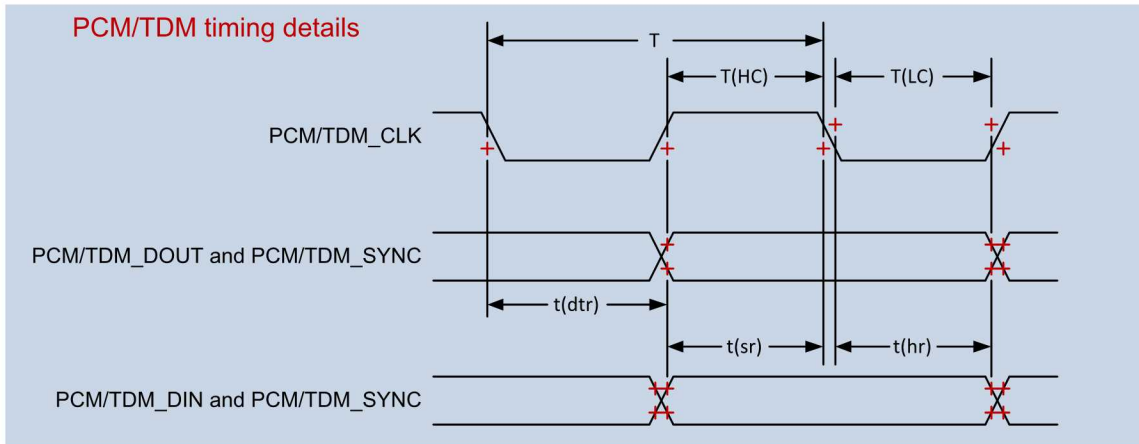 PCM/TDM timing details
T
T(HC)
T(LC)
PCM/TDM_CLK
PCM/TDM_DOUT and PCM/TDM_SYNC
t(dtr)
t(sr)
t(hr)
PCM/TDM_DIN and PCM/TDM_SYNC